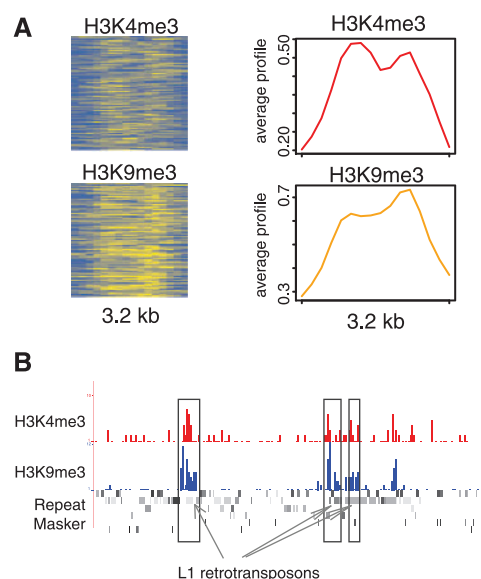 A
H3K4me3
H3K4me3
average profile
0.50
0.20
H3K9me3
H3K9me3
average profile
0.7
0.3
3.2 kb
3.2 kb
B
H3K4me3
H3K9me3
Repeat
Masker
L1 retrotransposons